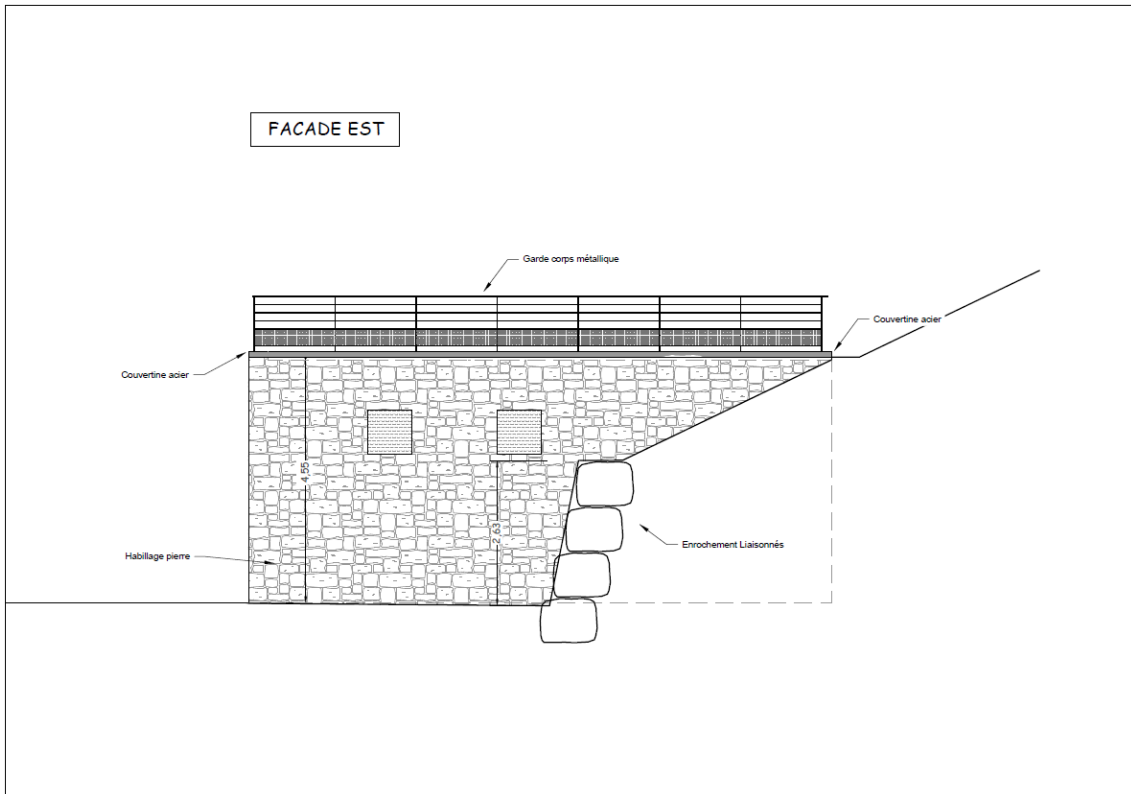 FACADE EST
Garde corps métallique
Couvertine acier
Couvertine acier
4,55
2,63
Enrochement Liaisonnés
Habillage pierre